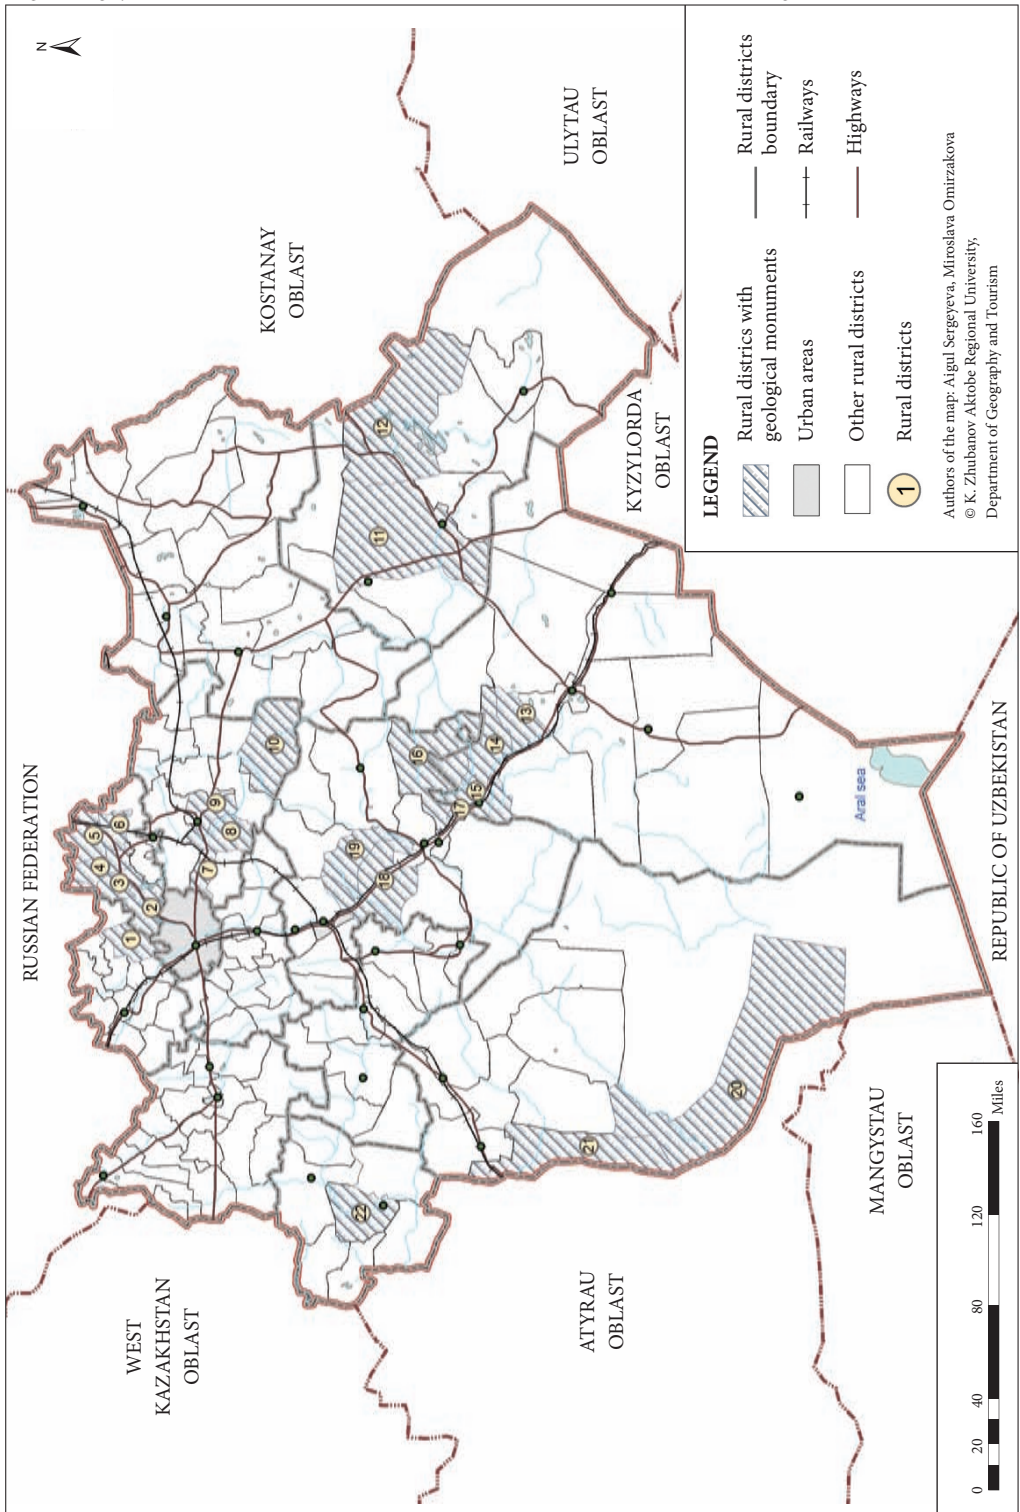 N
RUSSIAN FEDERATION
WEST
KAZAKHSTAN
OBLAST
KOSTANAY
OBLAST
ULYTAU
OBLAST
KYZYLORDA
OBLAST
ATYRAU
OBLAST
MANGYSTAU
OBLAST
REPUBLIC OF UZBEKISTAN
Aral sea
1
2
3
4
5
6
7
8
9
10
11
12
13
14
15
16
17
18
19
20
21
22
0 20 40 80 120 160
Miles
LEGEND
Rural districs with
geological monuments
Urban areas
Other rural districts
1
Rural districts
Rural districts
boundary
Railways
Highways
Authors of the map: Aigul Sergeyeva, Miroslava Omirzakova
© K. Zhubanov Aktobe Regional University,
Department of Geography and Tourism